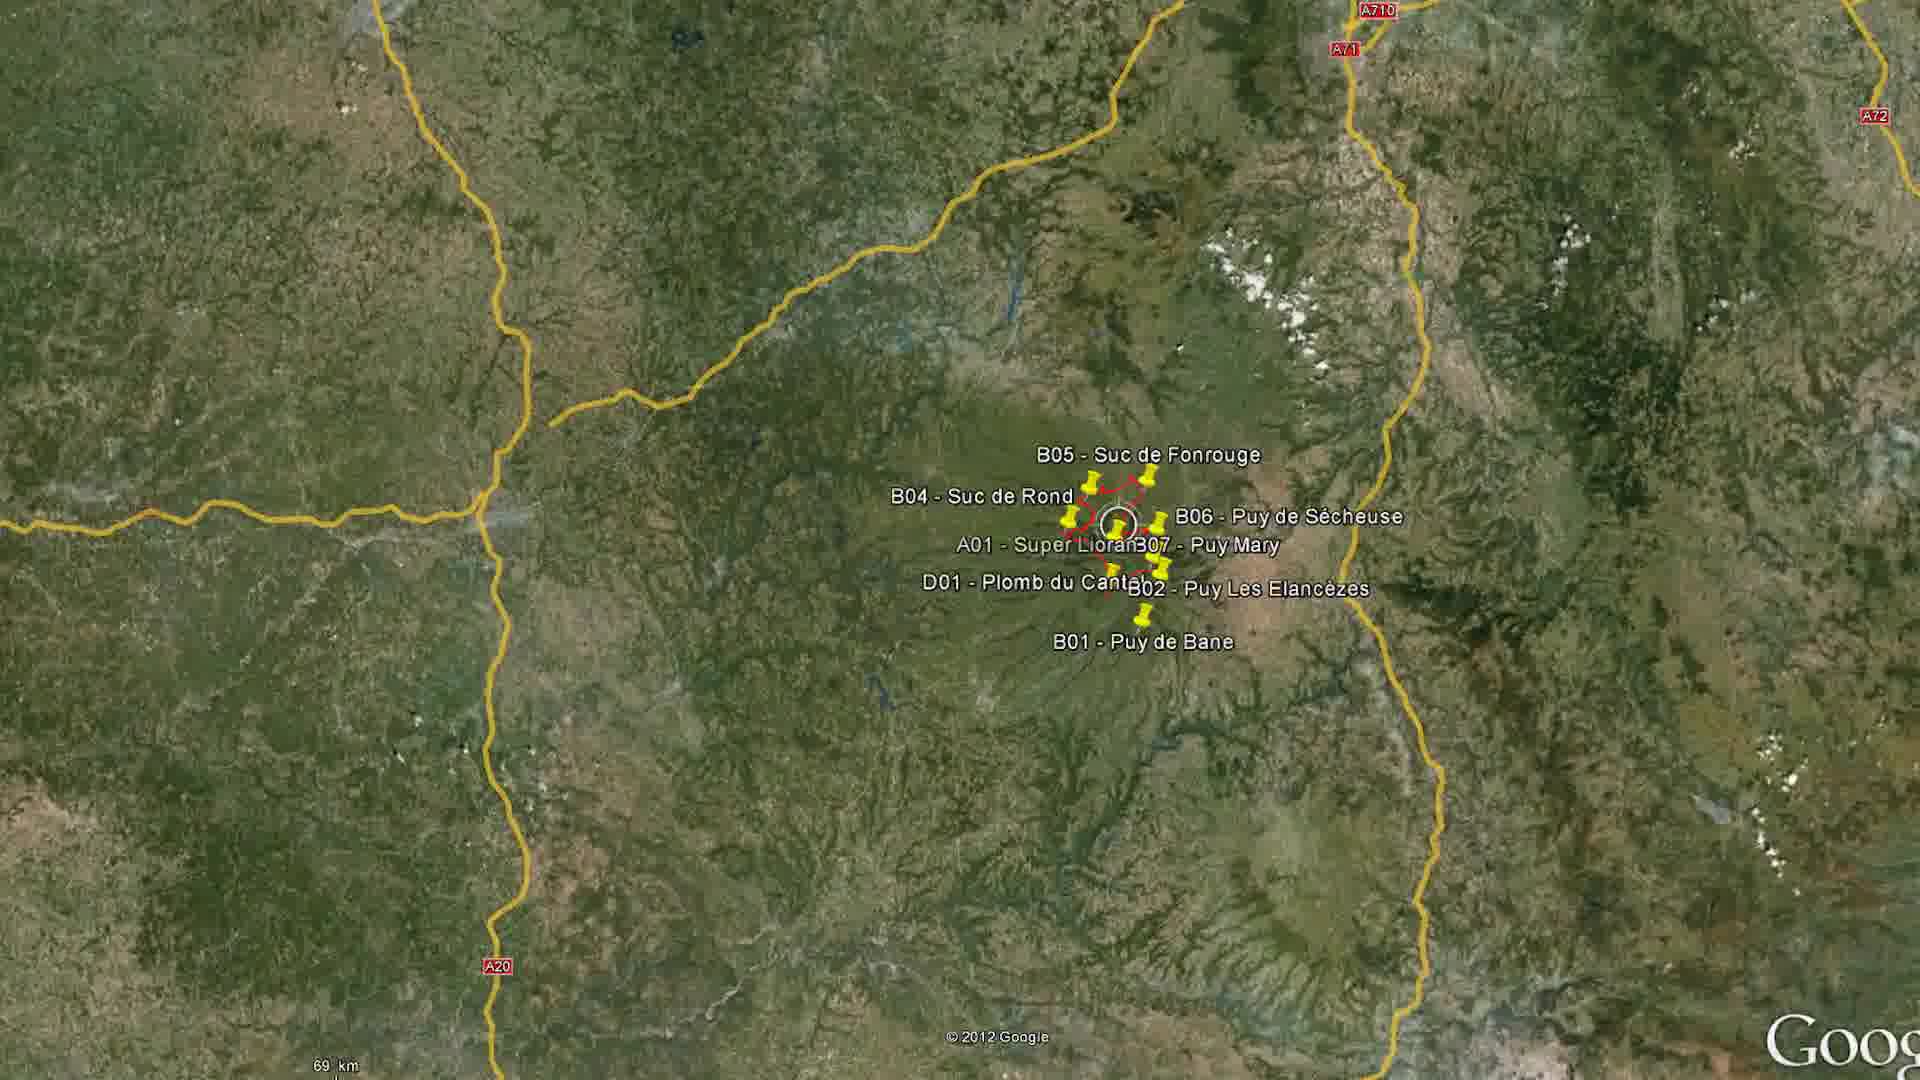 A710
A71
A72
B05 - Suc de Fonrouge
B04 - Suc de Rond
B06 - Puy de Sécheuse
A01 - Super Lioran
B07 - Puy Mary
D01 - Plomb du Cantal
B02 - Puy Les Elancèzes
B01 - Puy de Bane
A20
© 2012 Google
69 km
Goog